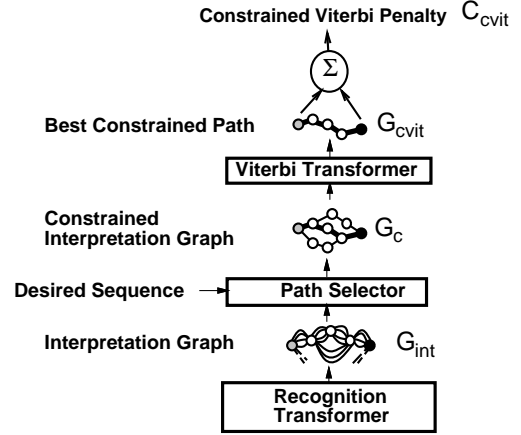 Constrained Viterbi Penalty C_cvit
Σ
Best Constrained Path G_cvit
Viterbi Transformer
Constrained
Interpretation Graph G_c
Desired Sequence Path Selector
Interpretation Graph G_int
Recognition
Transformer